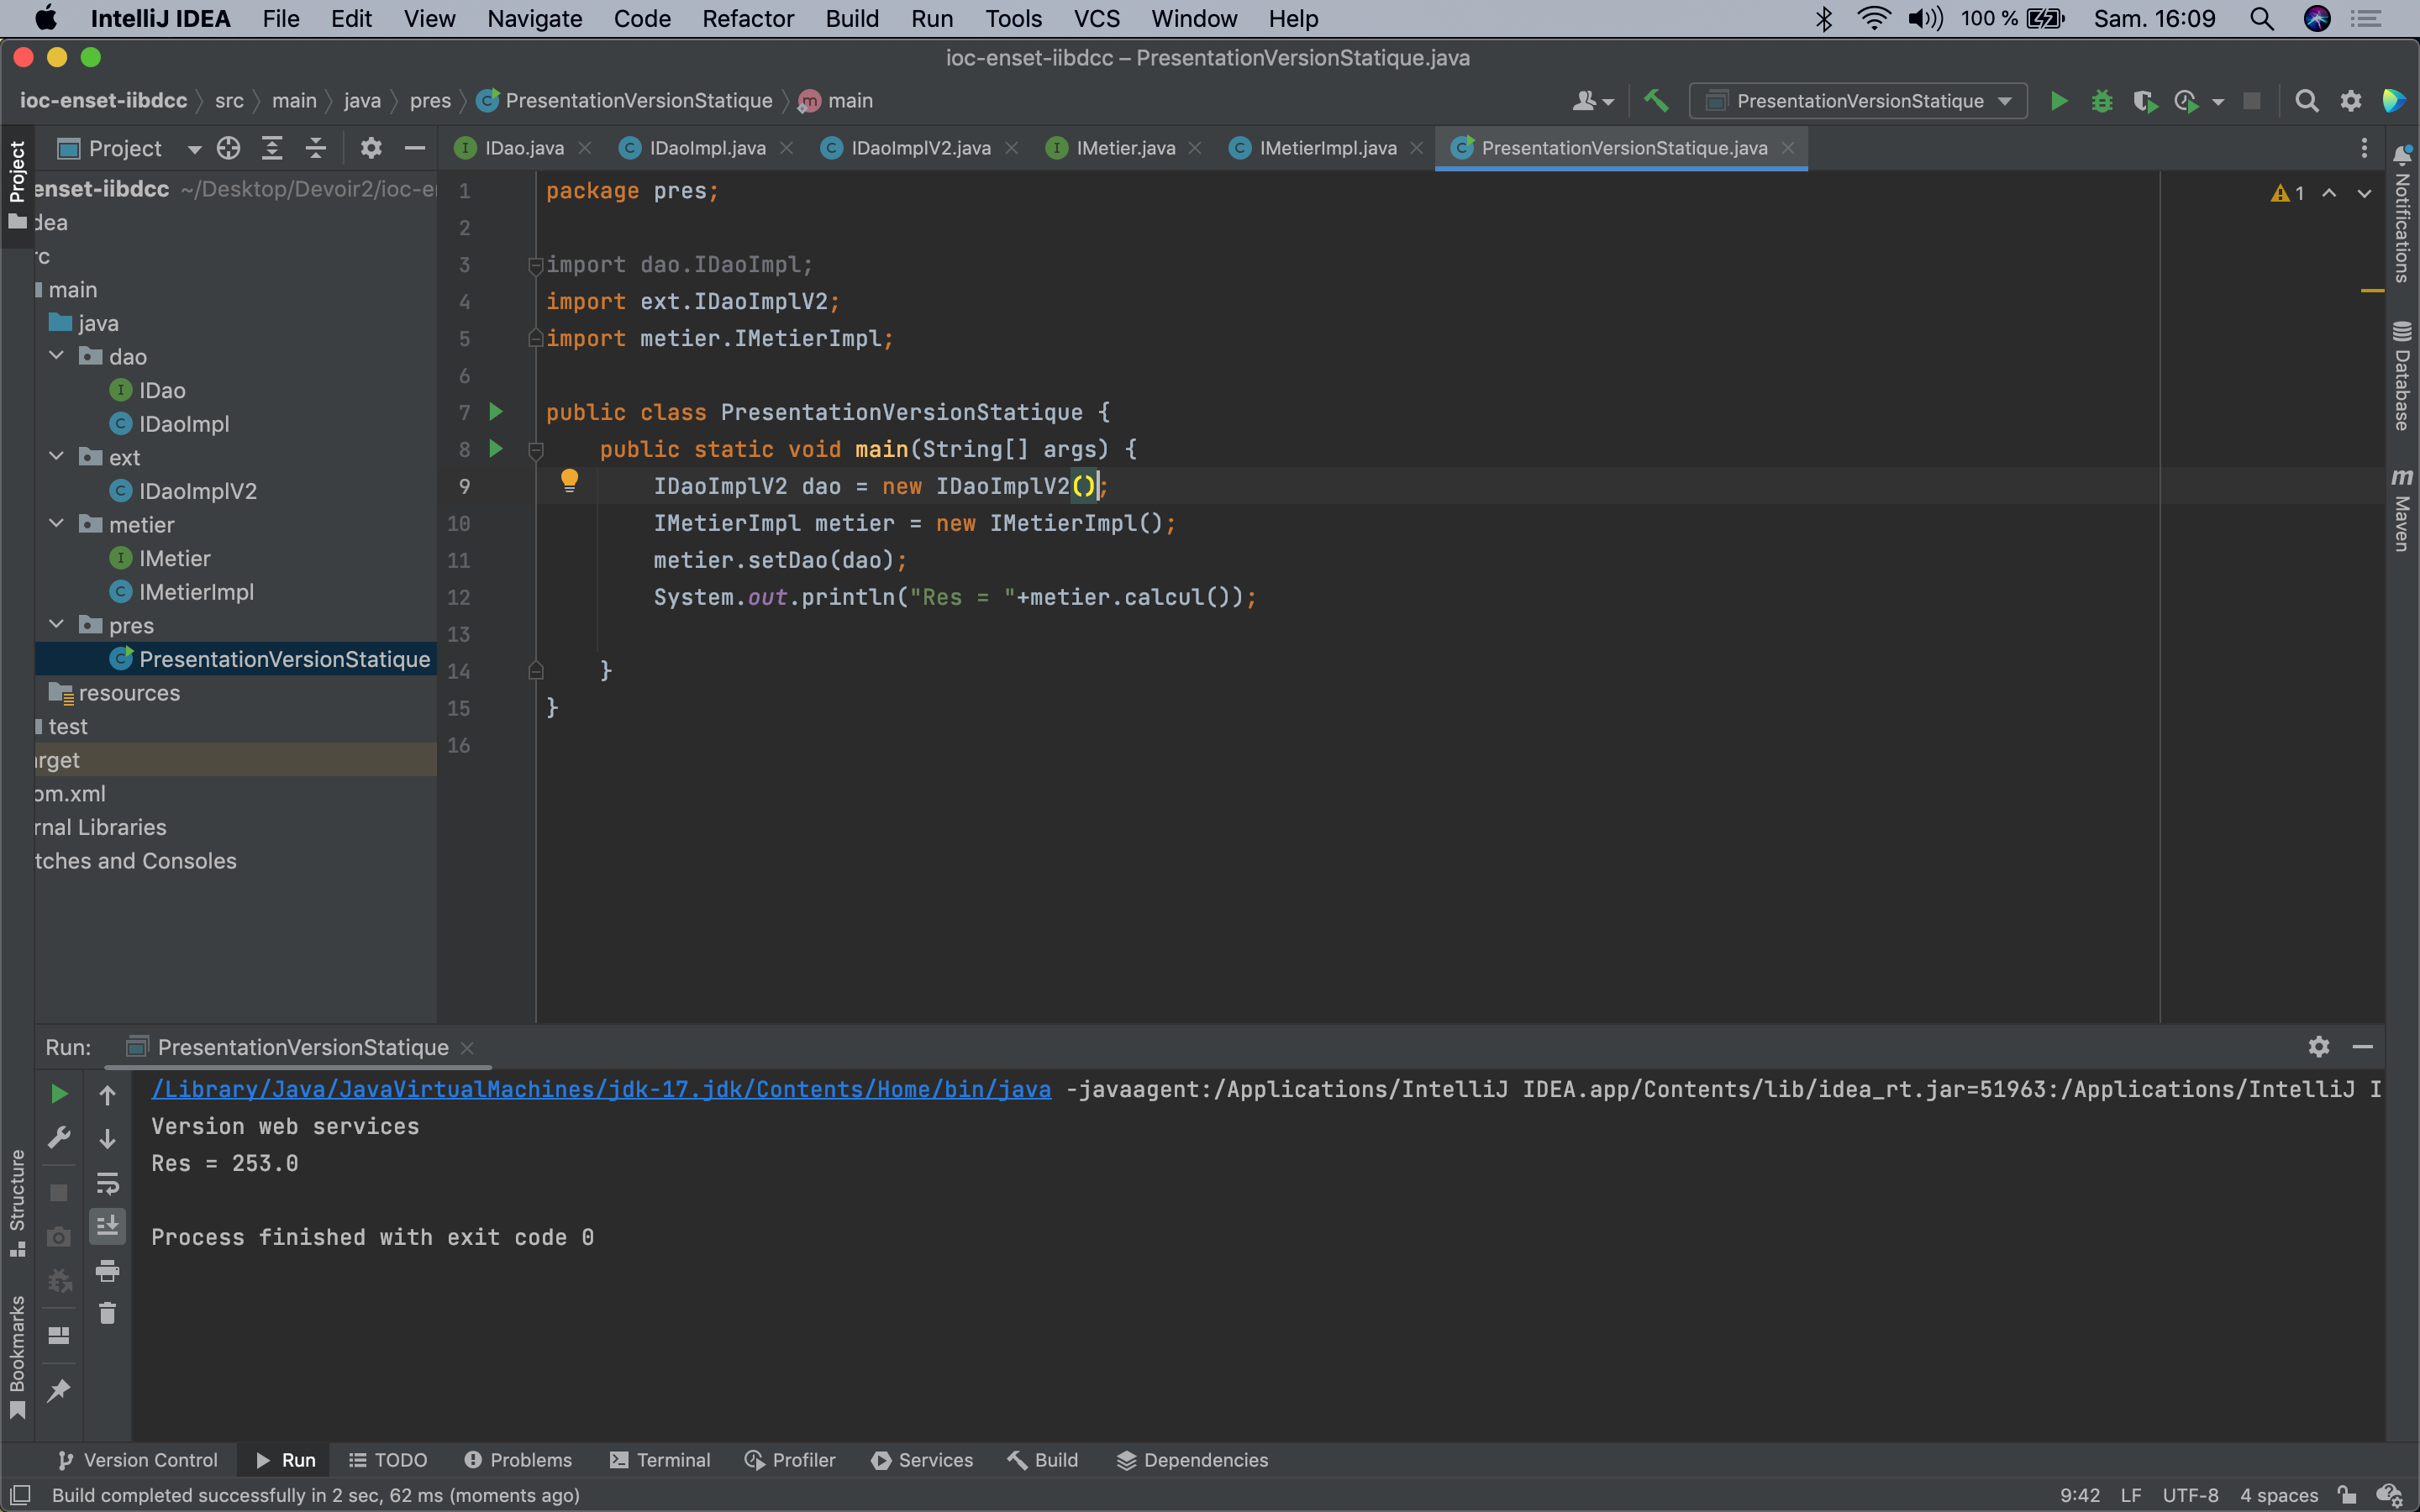 IntelliJ IDEA File Edit View Navigate Code Refactor Build Run Tools VCS Window Help 100 % Sam. 16:09
ioc-enset-iibdcc – PresentationVersionStatique.java
ioc-enset-iibdcc src main java pres PresentationVersionStatique main PresentationVersionStatique
Project IDao.java IDaoImpl.java IDaoImplV2.java IMetier.java IMetierImpl.java PresentationVersionStatique.java
Project
enset-iibdcc ~/Desktop/Devoir2/ioc-e
dea
rc
main
java
dao
IDao
IDaoImpl
ext
IDaoImplV2
metier
IMetier
IMetierImpl
pres
PresentationVersionStatique
resources
test
arget
om.xml
rnal Libraries
tches and Consoles
1 package pres;
2
3 import dao.IDaoImpl;
4 import ext.IDaoImplV2;
5 import metier.IMetierImpl;
6
7 public class PresentationVersionStatique {
8 public static void main(String[] args) {
9 IDaoImplV2 dao = new IDaoImplV2();
10 IMetierImpl metier = new IMetierImpl();
11 metier.setDao(dao);
12 System.out.println("Res = "+metier.calcul());
13
14 }
15 }
16
1
Notifications
Database
Maven
Run: PresentationVersionStatique
/Library/Java/JavaVirtualMachines/jdk-17.jdk/Contents/Home/bin/java -javaagent:/Applications/IntelliJ IDEA.app/Contents/lib/idea_rt.jar=51963:/Applications/IntelliJ I
Version web services
Res = 253.0
Process finished with exit code 0
Structure
Bookmarks
Version Control Run TODO Problems Terminal Profiler Services Build Dependencies
Build completed successfully in 2 sec, 62 ms (moments ago) 9:42 LF UTF-8 4 spaces